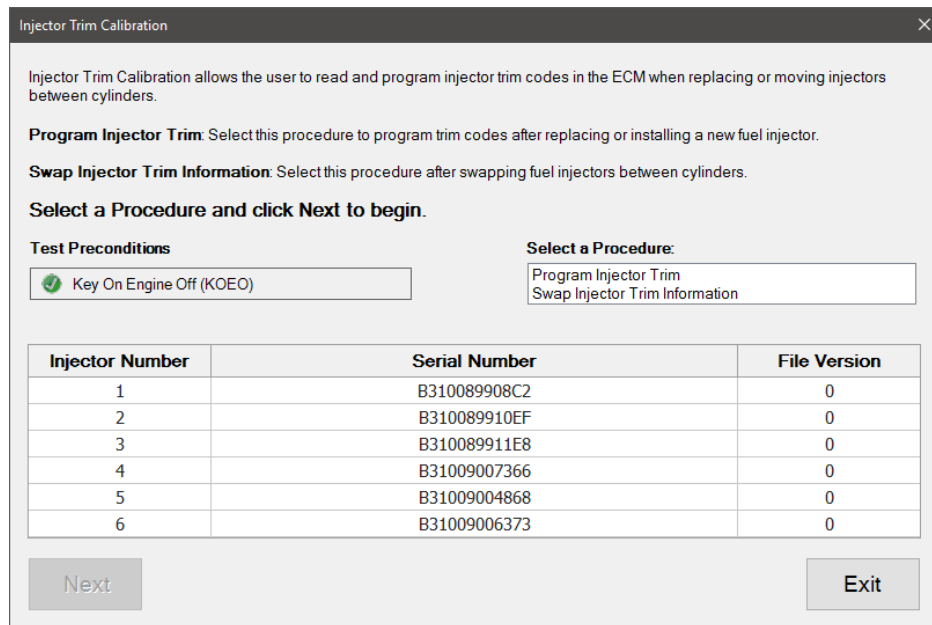 Injector Trim Calibration
Injector Trim Calibration allows the user to read and program injector trim codes in the ECM when replacing or moving injectors
between cylinders.
Program Injector Trim: Select this procedure to program trim codes after replacing or installing a new fuel injector.
Swap Injector Trim Information: Select this procedure after swapping fuel injectors between cylinders.
Select a Procedure and click Next to begin.
Test Preconditions
Key On Engine Off (KOEO)
Select a Procedure:
Program Injector Trim
Swap Injector Trim Information
Injector Number Serial Number File Version
1 B310089908C2 0
2 B310089910EF 0
3 B310089911E8 0
4 B31009007366 0
5 B31009004868 0
6 B31009006373 0
Next Exit